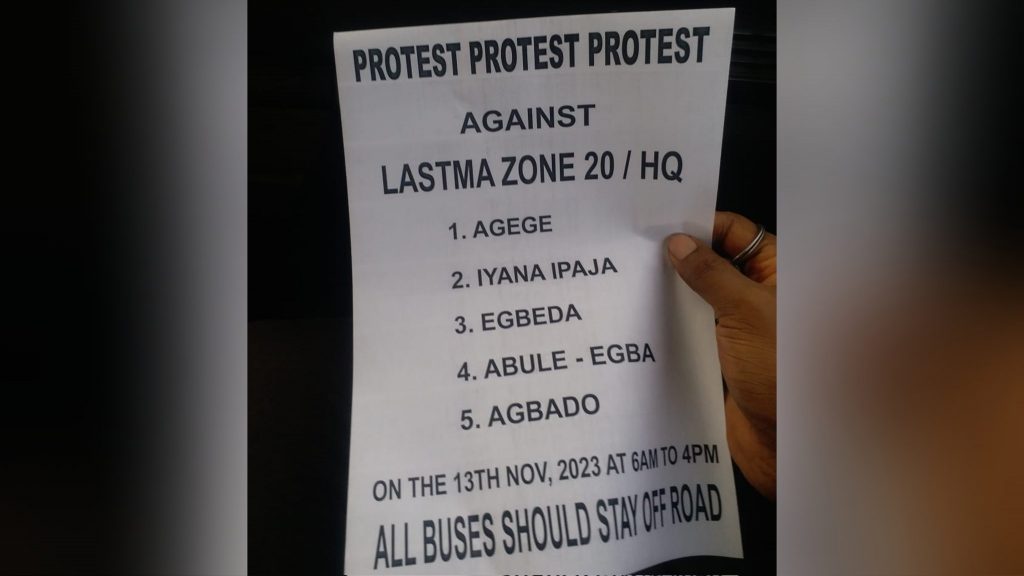 PROTEST PROTEST PROTEST
AGAINST
LASTMA ZONE 20 / HQ
1. AGEGE
2. IYANA IPAJA
3. EGBEDA
4. ABULE - EGBA
5. AGBADO
ON THE 13TH NOV, 2023 AT 6AM TO 4PM
ALL BUSES SHOULD STAY OFF ROAD